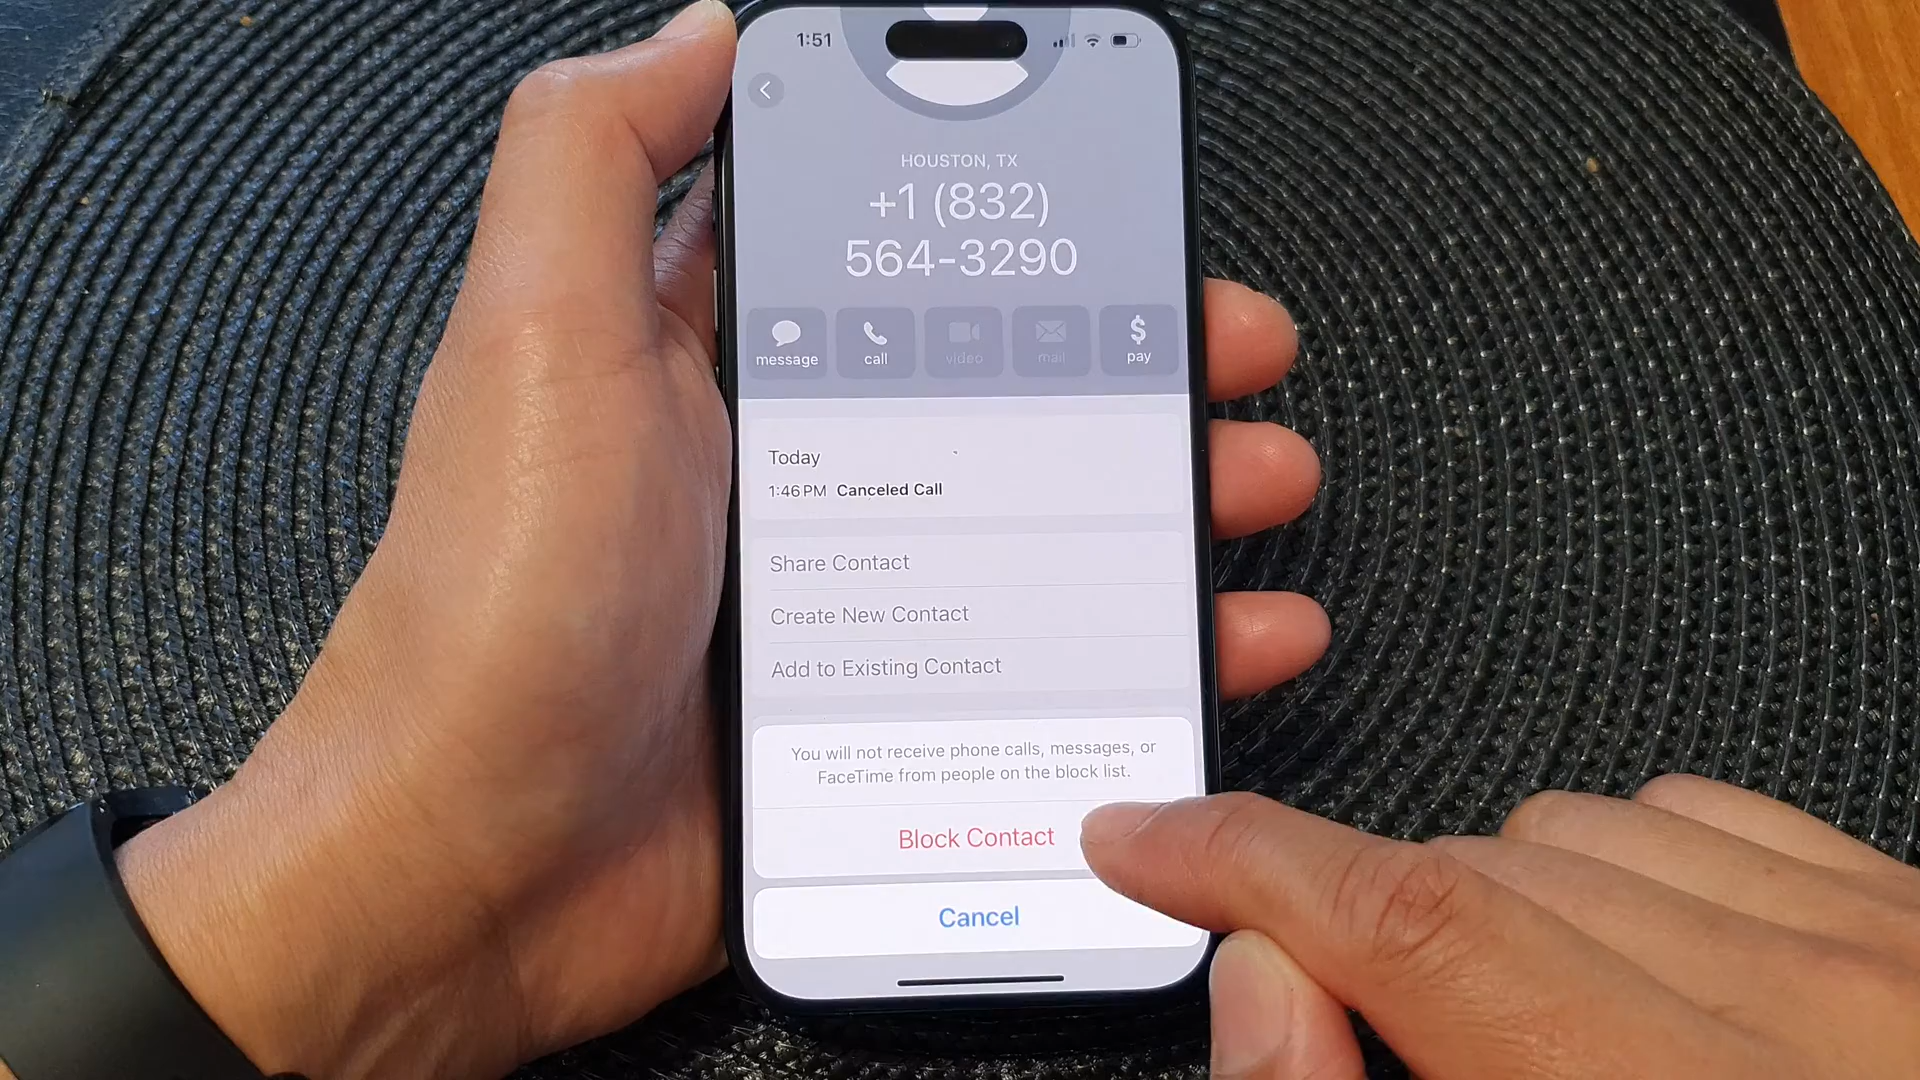 1:51
HOUSTON, TX
+1 (832)
564-3290
message call video mail pay
Today
1:46 PM Canceled Call
Share Contact
Create New Contact
Add to Existing Contact
You will not receive phone calls, messages, or
FaceTime from people on the block list.
Block Contact
Cancel